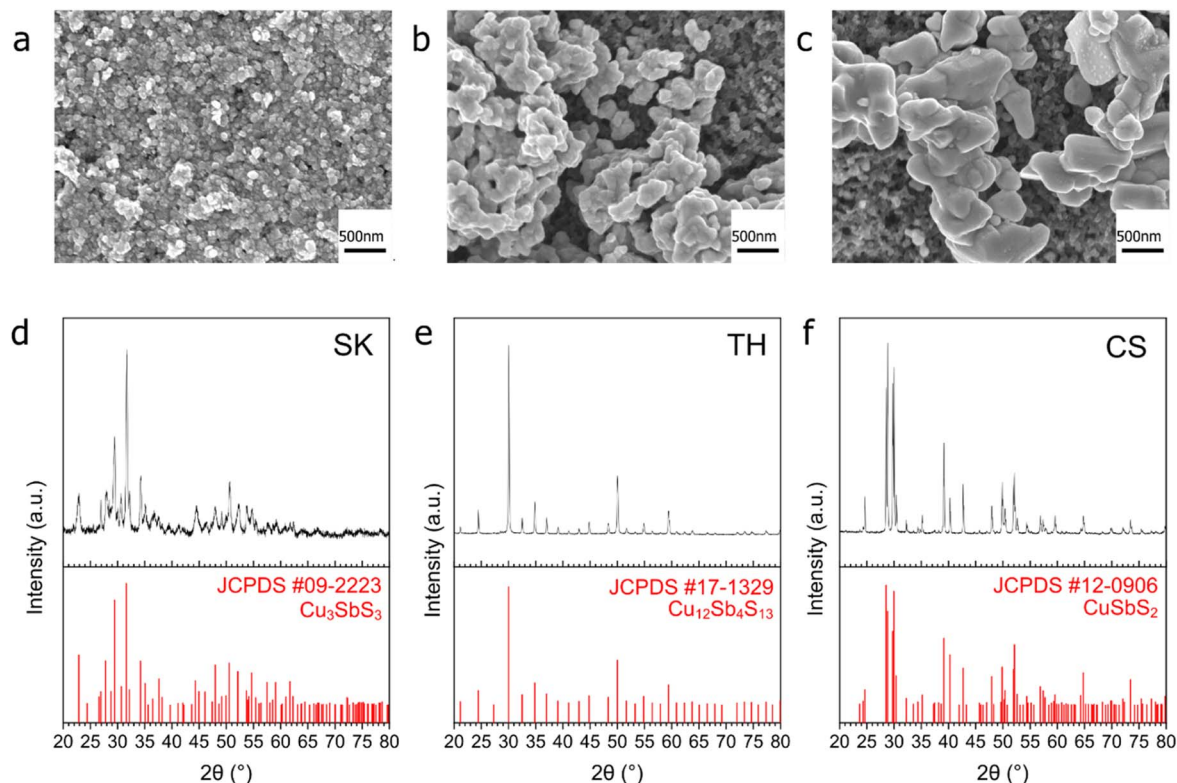 a
b
c
500nm
500nm
500nm
d
e
f
SK
TH
CS
Intensity (a.u.)
Intensity (a.u.)
Intensity (a.u.)
JCPDS #09-2223
Cu₃SbS₃
JCPDS #17-1329
Cu₁₂Sb₄S₁₃
JCPDS #12-0906
CuSbS₂
20 25 30 35 40 45 50 55 60 65 70 75 80
20 25 30 35 40 45 50 55 60 65 70 75 80
20 25 30 35 40 45 50 55 60 65 70 75 80
2θ (°)
2θ (°)
2θ (°)